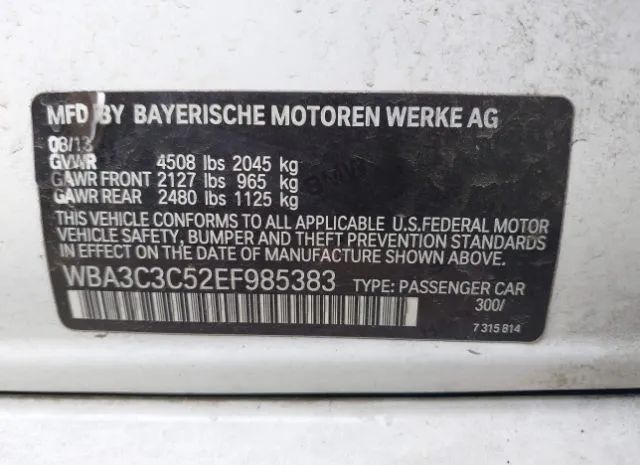 MFD BY BAYERISCHE MOTOREN WERKE AG
08/13
GVWR 4508 lbs 2045 kg
GAWR FRONT 2127 lbs 965 kg
GAWR REAR 2480 lbs 1125 kg
THIS VEHICLE CONFORMS TO ALL APPLICABLE U.S.FEDERAL MOTOR
VEHICLE SAFETY, BUMPER AND THEFT PREVENTION STANDARDS
IN EFFECT ON THE DATE OF MANUFACTURE SHOWN ABOVE.
WBA3C3C52EF985383 TYPE: PASSENGER CAR
300/
7 315 814